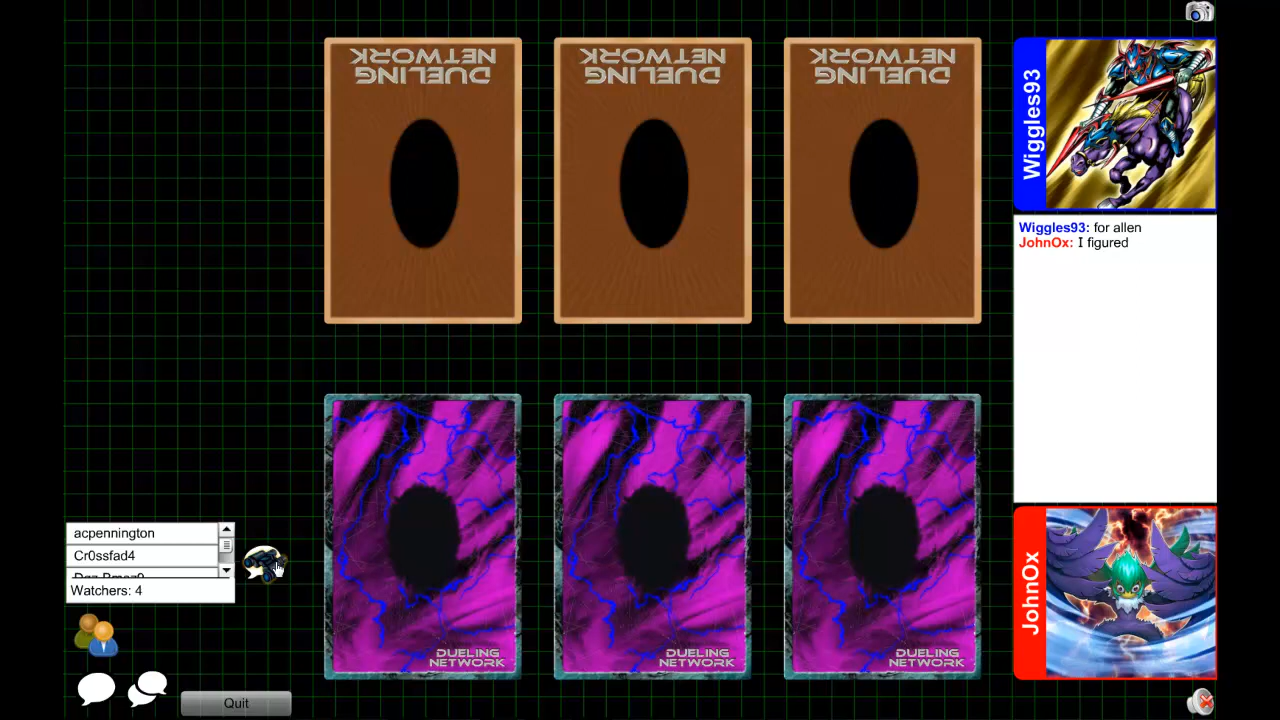 DUELING
NETWORK
DUELING
NETWORK
DUELING
NETWORK
Wiggles93
Wiggles93: for allen
JohnOx: I figured
acpennington
Cr0ssfad4
Watchers: 4
Quit
DUELING
NETWORK
DUELING
NETWORK
DUELING
NETWORK
JohnOx